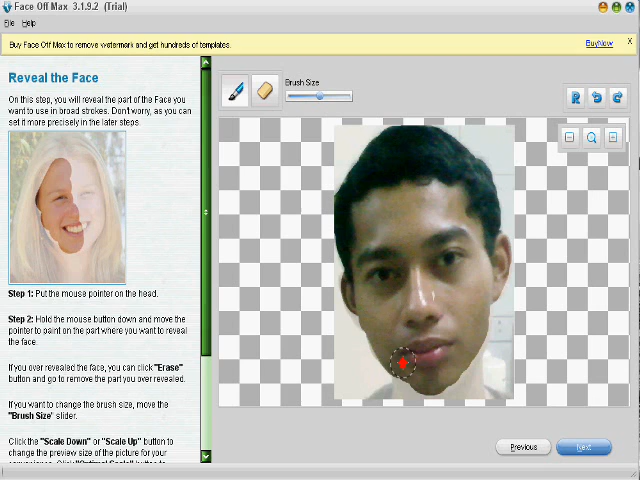 Face Off Max 3.1.9.2 (Trial)
File Help
Buy Face Off Max to remove watermark and get hundreds of templates.
BuyNow
X
Reveal the Face
On this step, you will reveal the part of the Face you
want to use in broad strokes. Don't worry, as you can
set it more precisely in the later steps.
Step 1: Put the mouse pointer on the head.
Step 2: Hold the mouse button down and move the
pointer to paint on the part where you want to reveal
the face.
If you over revealed the face, you can click "Erase"
button and go to remove the part you over revealed.
If you want to change the brush size, move the
"Brush Size" slider.
Click the "Scale Down" or "Scale Up" button to
change the preview size of the picture for your
Brush Size
R
Previous
Next